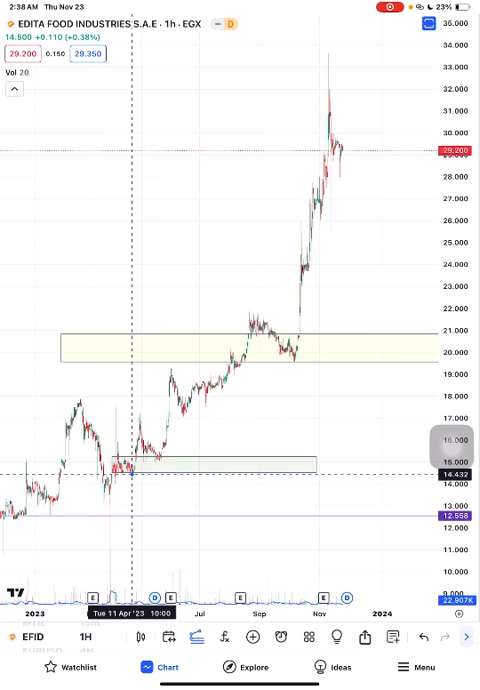 2:38 AM Thu Nov 23
23%
EDITA FOOD INDUSTRIES S.A.E · 1h · EGX
D
14.500 +0.110 (+0.38%)
29.200 0.150 29.350
Vol 20
35.000
34.000
33.000
32.000
31.000
30.000
29.200
28.000
27.000
26.000
25.000
24.000
23.000
22.000
21.000
20.000
19.000
18.000
17.000
16.000
15.000
14.432
14.000
13.000
12.558
12.000
11.000
10.000
9.000
22.907K
E D E E E D
2023 Tue 11 Apr '23 10:00 Jul Sep Nov 2024
EFID 1H
Watchlist Chart Explore Ideas Menu